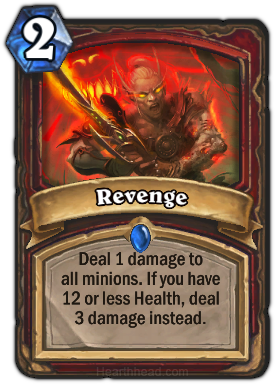 2
Revenge
Deal 1 damage to
all minions. If you have
12 or less Health, deal
3 damage instead.
Hearthhead.com